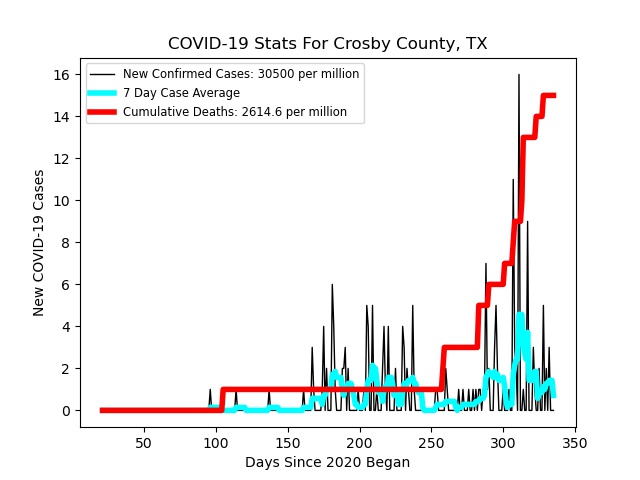 COVID-19 Stats For Crosby County, TX
New Confirmed Cases: 30500 per million
7 Day Case Average
Cumulative Deaths: 2614.6 per million
New COVID-19 Cases
16
14
12
10
8
6
4
2
0
50 100 150 200 250 300 350
Days Since 2020 Began